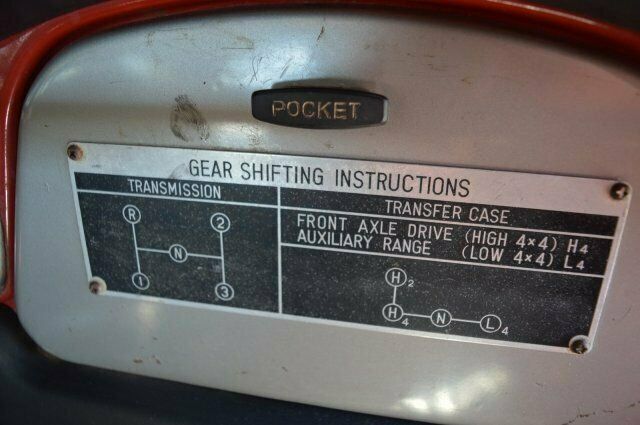 POCKET
GEAR SHIFTING INSTRUCTIONS
TRANSMISSION
R 2
N
1 3
TRANSFER CASE
FRONT AXLE DRIVE (HIGH 4×4) H4
AUXILIARY RANGE (LOW 4×4) L4
H2
H4 N L4